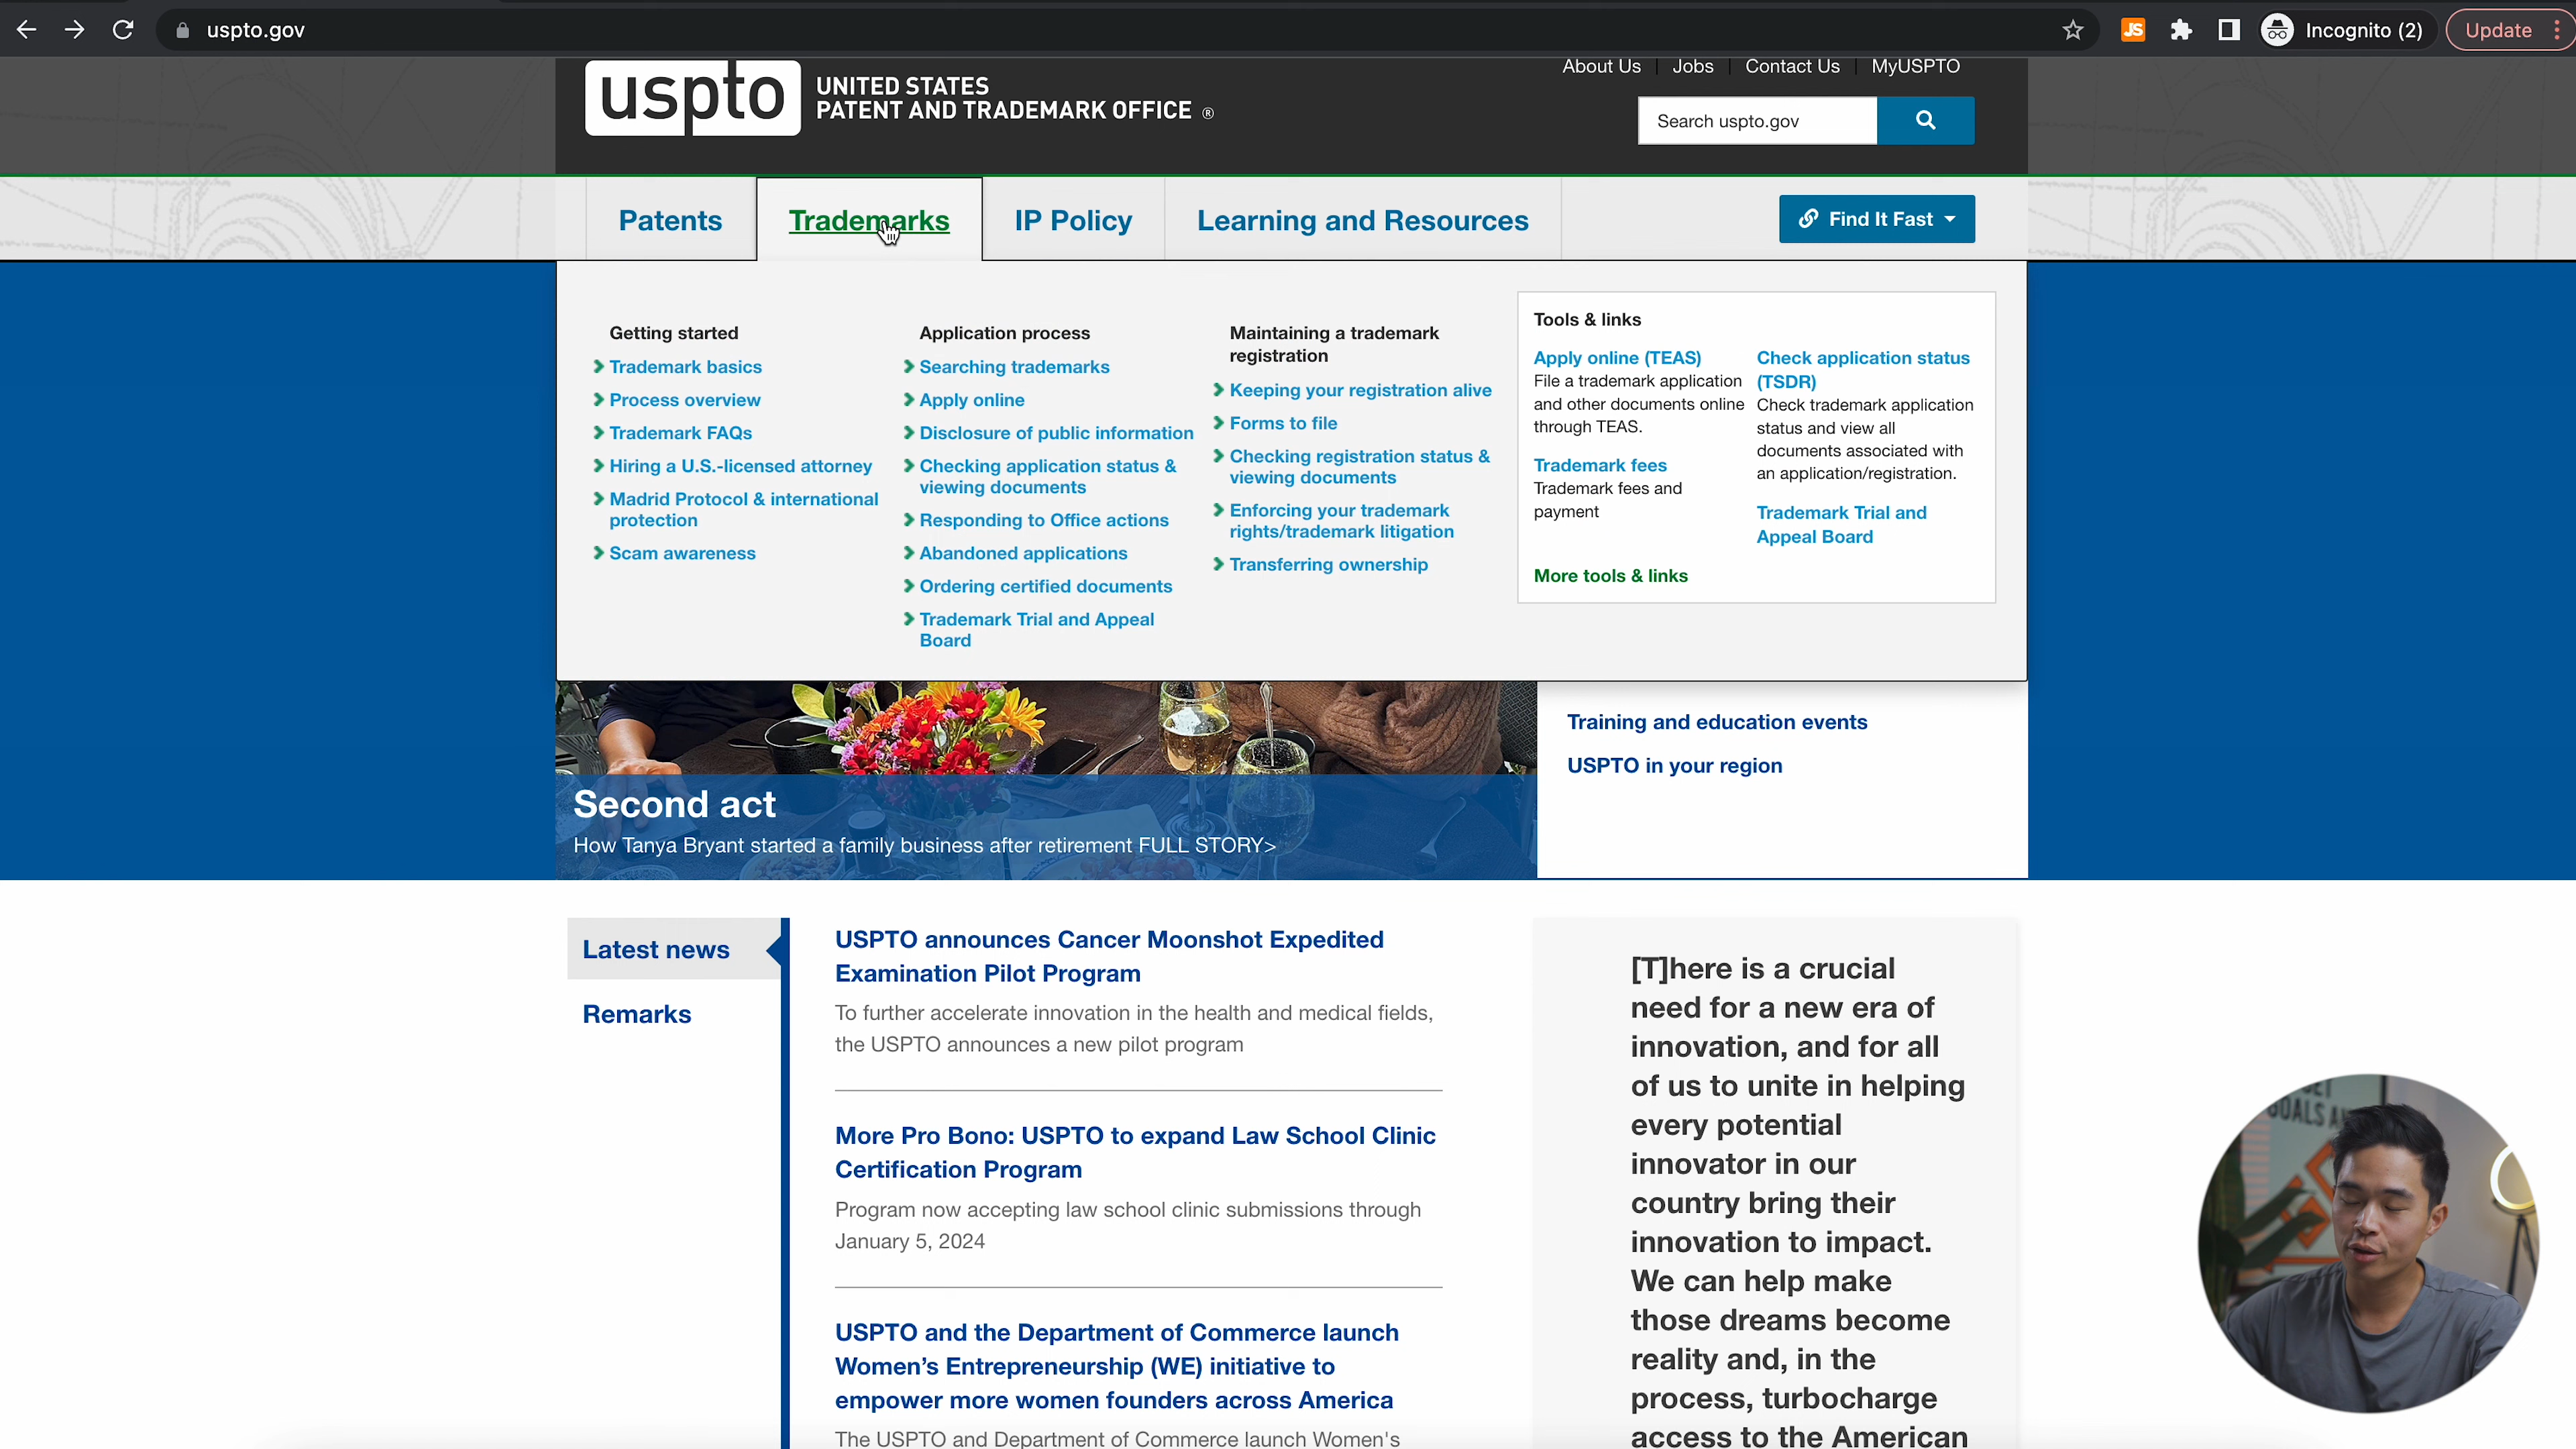 uspto.gov
Incognito (2)
Update
uspto
UNITED STATES
PATENT AND TRADEMARK OFFICE ®
About Us
Jobs
Contact Us
MyUSPTO
Search uspto.gov
Patents
Trademarks
IP Policy
Learning and Resources
Find It Fast
Getting started
Trademark basics
Process overview
Trademark FAQs
Hiring a U.S.-licensed attorney
Madrid Protocol & international
protection
Scam awareness
Application process
Searching trademarks
Apply online
Disclosure of public information
Checking application status &
viewing documents
Responding to Office actions
Abandoned applications
Ordering certified documents
Trademark Trial and Appeal
Board
Maintaining a trademark
registration
Keeping your registration alive
Forms to file
Checking registration status &
viewing documents
Enforcing your trademark
rights/trademark litigation
Transferring ownership
Tools & links
Apply online (TEAS)
File a trademark application
and other documents online
through TEAS.
Trademark fees
Trademark fees and
payment
Check application status
(TSDR)
Check trademark application
status and view all
documents associated with
an application/registration.
Trademark Trial and
Appeal Board
More tools & links
Training and education events
USPTO in your region
Second act
How Tanya Bryant started a family business after retirement FULL STORY>
Latest news
Remarks
USPTO announces Cancer Moonshot Expedited
Examination Pilot Program
To further accelerate innovation in the health and medical fields,
the USPTO announces a new pilot program
More Pro Bono: USPTO to expand Law School Clinic
Certification Program
Program now accepting law school clinic submissions through
January 5, 2024
USPTO and the Department of Commerce launch
Women’s Entrepreneurship (WE) initiative to
empower more women founders across America
The USPTO and Department of Commerce launch Women's
[T]here is a crucial
need for a new era of
innovation, and for all
of us to unite in helping
every potential
innovator in our
country bring their
innovation to impact.
We can help make
those dreams become
reality and, in the
process, turbocharge
access to the American
JS
GOALS